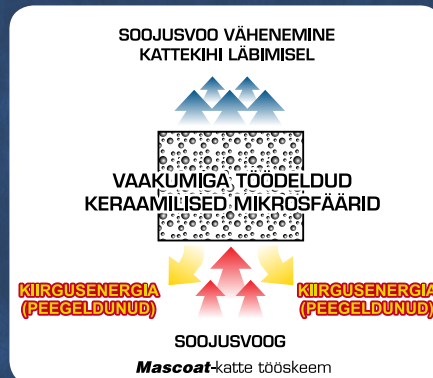 SOOJUSVOO VÄHENEMINE
KATTEKIHI LÄBIMISEL
VAAKUMIGA TÖÖDELDUD
KERAAMILISED MIKROSFÄÄRID
KIIRGUSENERGIA
(PEEGELDUNUD)
KIIRGUSENERGIA
(PEEGELDUNUD)
SOOJUSVOOG
Mascoat-katte tööskeem